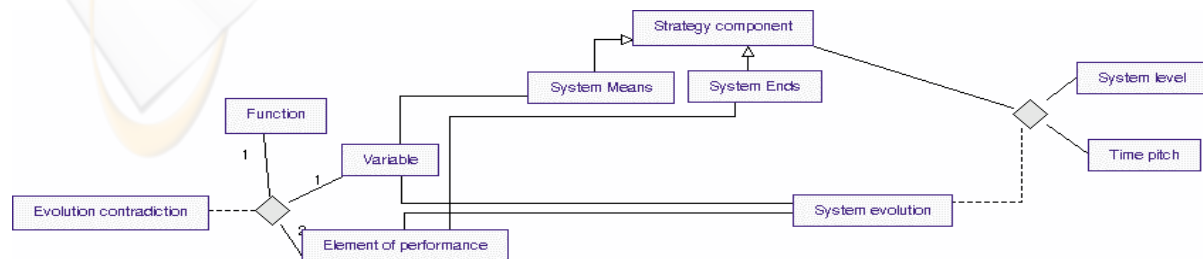 Strategy component
System level
System Means
System Ends
Function
1
Variable
1
Time pitch
Evolution contradiction
System evolution
2
Element of performance